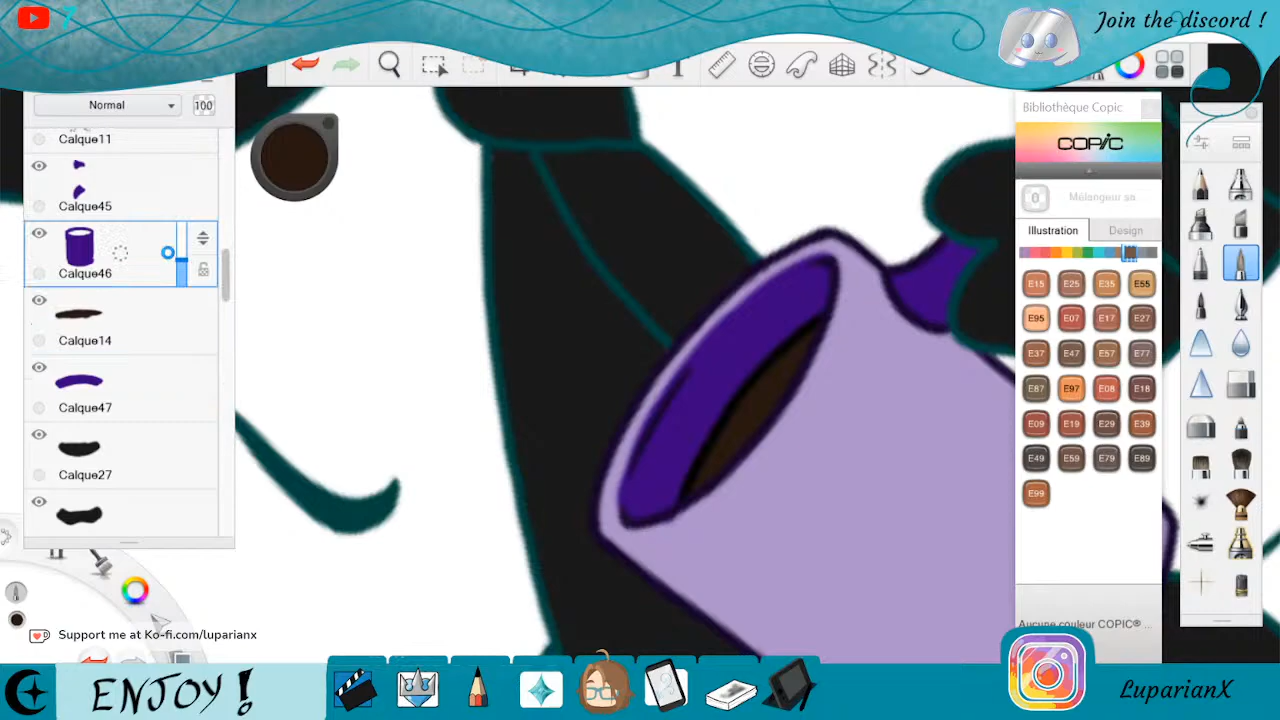 7
Join the discord !
Normal
100
Bibliothèque Copic
Calque11
COPIC
0
Mélangeur sa...
Calque45
Illustration
Design
Calque46
E15
E25
E35
E55
E95
E07
E17
E27
Calque14
E37
E47
E57
E77
E87
E97
E08
E18
Calque47
E09
E19
E29
E39
E49
E59
E79
E89
Calque27
E99
Aucune couleur COPIC® ...
Support me at Ko-fi.com/luparianx
ENJOY !
LuparianX